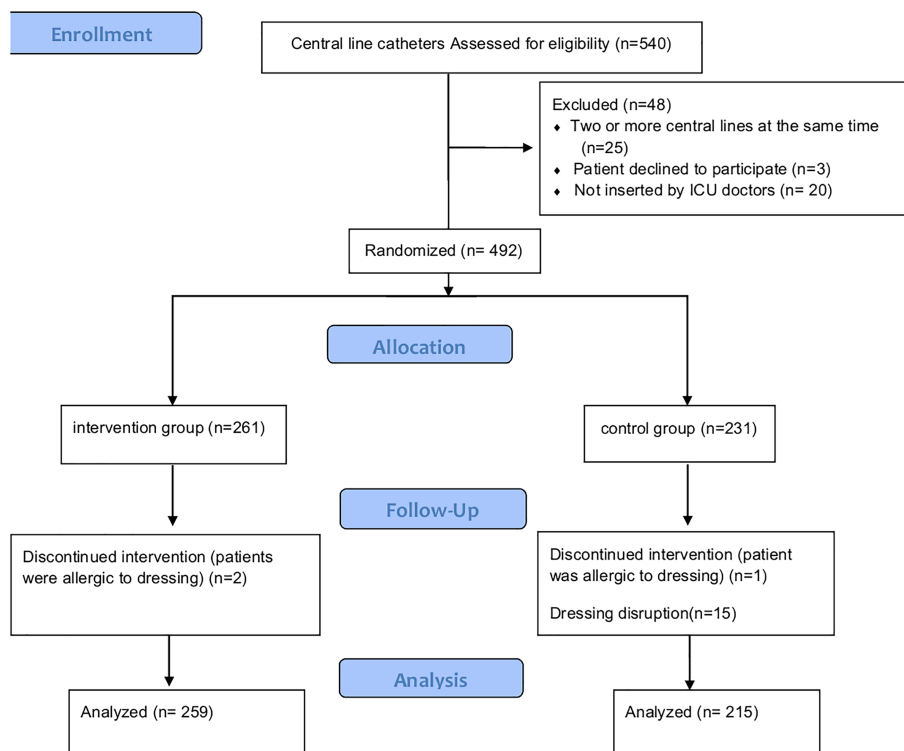 Enrollment
Central line catheters Assessed for eligibility (n=540)
Excluded (n=48)
♦ Two or more central lines at the same time
(n=25)
♦ Patient declined to participate (n=3)
♦ Not inserted by ICU doctors (n= 20)
Randomized (n= 492)
Allocation
intervention group (n=261)
control group (n=231)
Follow-Up
Discontinued intervention (patients
were allergic to dressing) (n=2)
Discontinued intervention (patient
was allergic to dressing) (n=1)
Dressing disruption(n=15)
Analysis
Analyzed (n= 259)
Analyzed (n= 215)